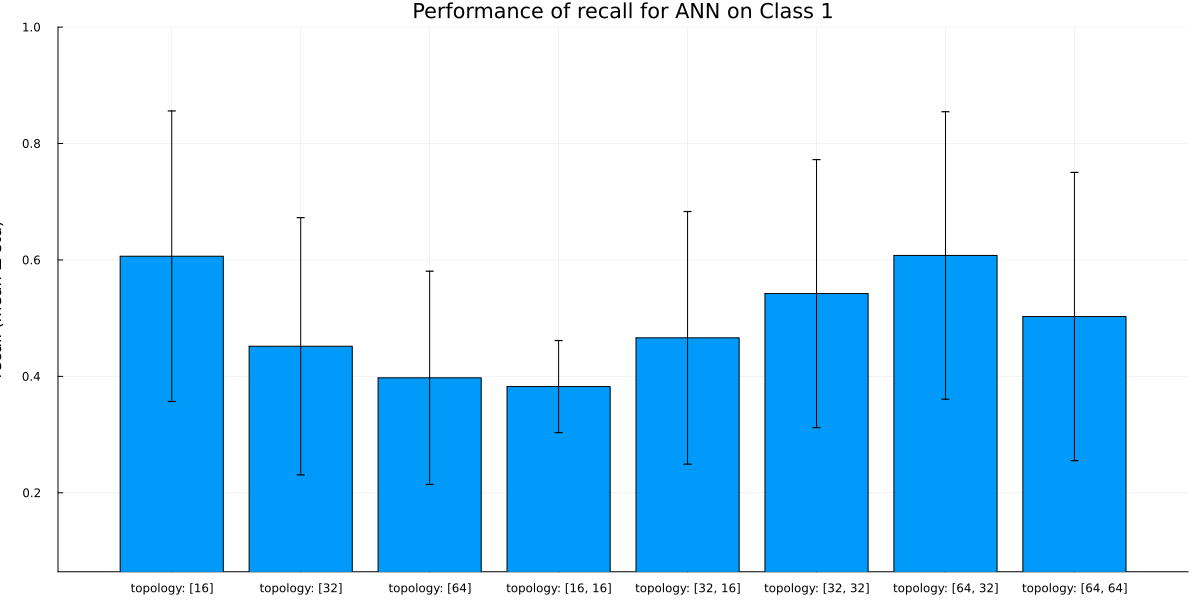 Performance of recall for ANN on Class 1
1.0
0.8
0.6
0.4
0.2
topology: [16]
topology: [32]
topology: [64]
topology: [16, 16]
topology: [32, 16]
topology: [32, 32]
topology: [64, 32]
topology: [64, 64]